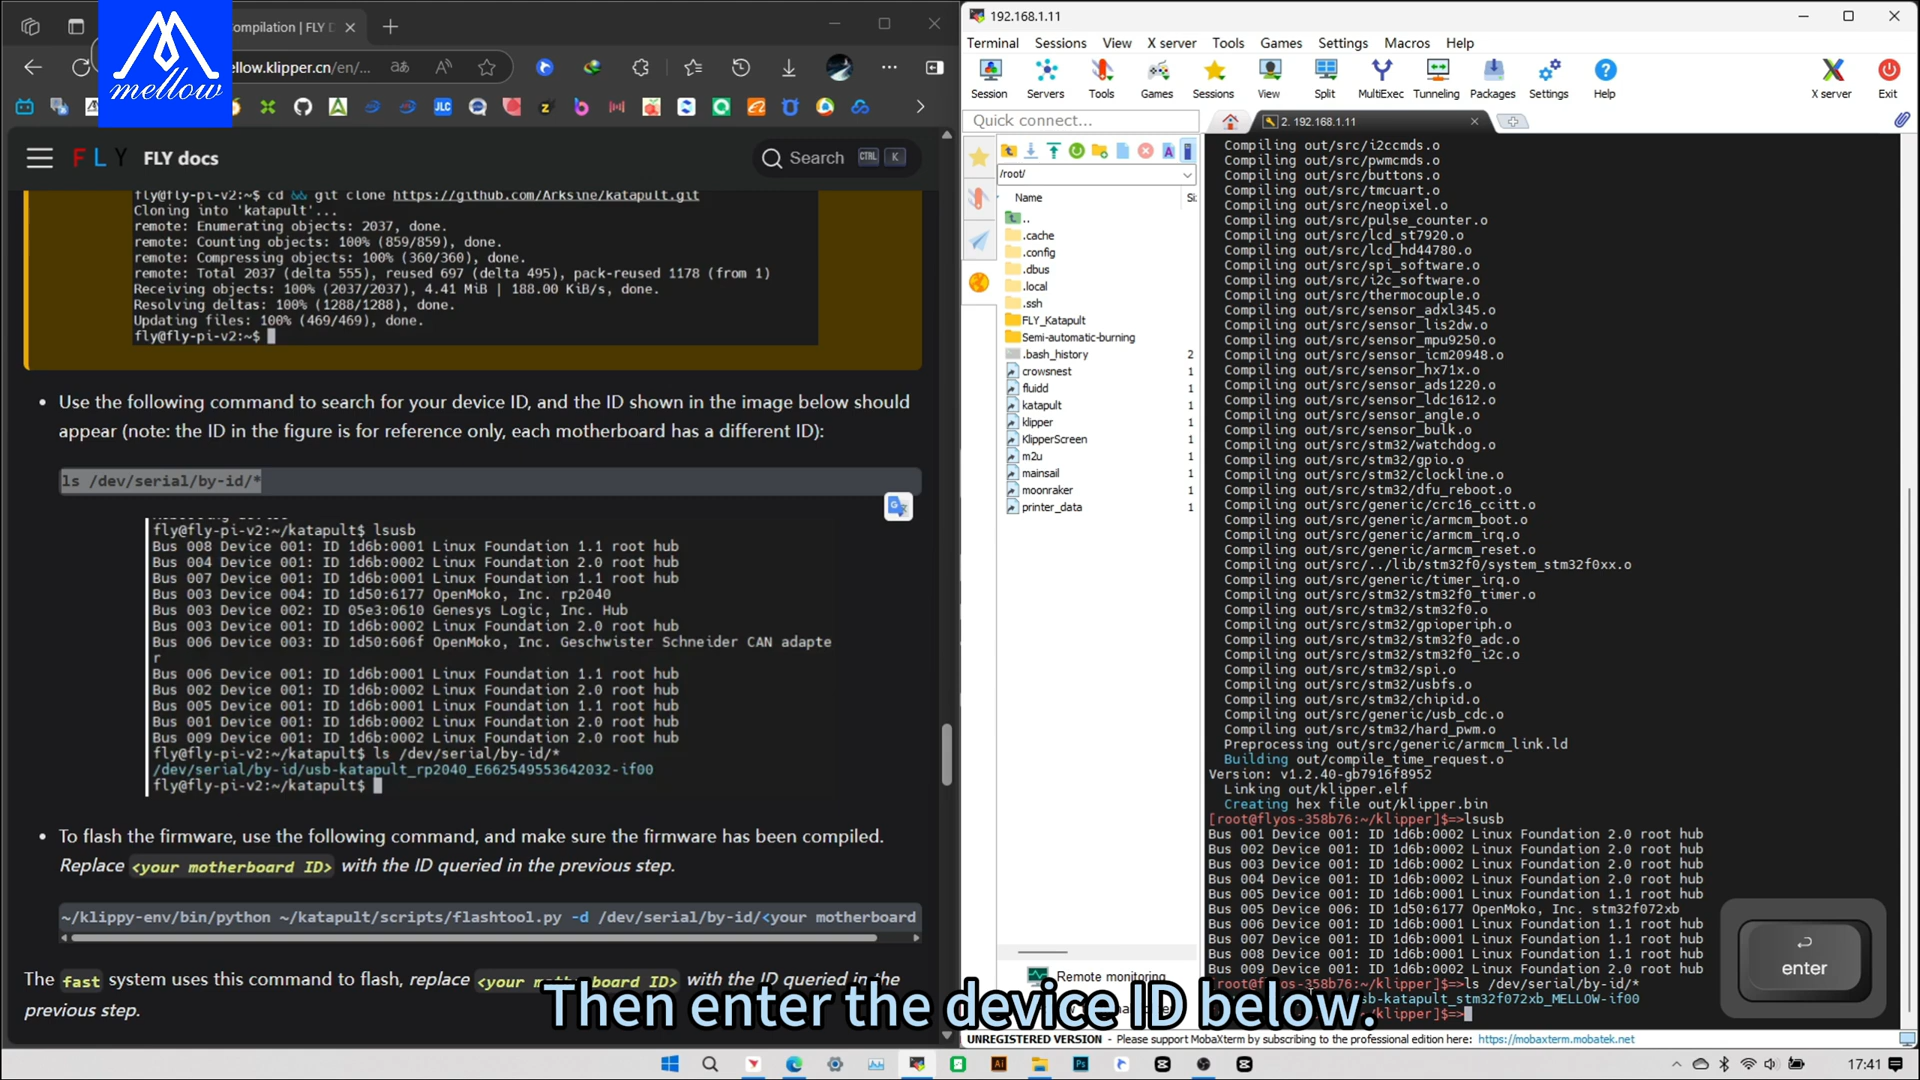 mellow
Compilation | FLY D
mellow.klipper.cn/en/...
FLY
FLY docs
Search
CTRL
K
fly@fly-pi-v2:~$ cd && git clone https://github.com/Arksine/katapult.git
Cloning into 'katapult'...
remote: Enumerating objects: 2037, done.
remote: Counting objects: 100% (859/859), done.
remote: Compressing objects: 100% (360/360), done.
remote: Total 2037 (delta 555), reused 697 (delta 495), pack-reused 1178 (from 1)
Receiving objects: 100% (2037/2037), 4.41 MiB | 188.00 KiB/s, done.
Resolving deltas: 100% (1288/1288), done.
Updating files: 100% (469/469), done.
fly@fly-pi-v2:~$
Use the following command to search for your device ID, and the ID shown in the image below should
appear (note: the ID in the figure is for reference only, each motherboard has a different ID):
ls /dev/serial/by-id/*
fly@fly-pi-v2:~/katapult$ lsusb
Bus 008 Device 001: ID 1d6b:0001 Linux Foundation 1.1 root hub
Bus 004 Device 001: ID 1d6b:0002 Linux Foundation 2.0 root hub
Bus 007 Device 001: ID 1d6b:0001 Linux Foundation 1.1 root hub
Bus 003 Device 004: ID 1d50:6177 OpenMoko, Inc. rp2040
Bus 003 Device 002: ID 05e3:0610 Genesys Logic, Inc. Hub
Bus 003 Device 001: ID 1d6b:0002 Linux Foundation 2.0 root hub
Bus 006 Device 003: ID 1d50:606f OpenMoko, Inc. Geschwister Schneider CAN adapte
r
Bus 006 Device 001: ID 1d6b:0001 Linux Foundation 1.1 root hub
Bus 002 Device 001: ID 1d6b:0002 Linux Foundation 2.0 root hub
Bus 005 Device 001: ID 1d6b:0001 Linux Foundation 1.1 root hub
Bus 001 Device 001: ID 1d6b:0002 Linux Foundation 2.0 root hub
Bus 009 Device 001: ID 1d6b:0002 Linux Foundation 2.0 root hub
fly@fly-pi-v2:~/katapult$ ls /dev/serial/by-id/*
/dev/serial/by-id/usb-katapult_rp2040_E662549553642032-if00
fly@fly-pi-v2:~/katapult$
To flash the firmware, use the following command, and make sure the firmware has been compiled.
Replace <your motherboard ID> with the ID queried in the previous step.
~/klippy-env/bin/python ~/katapult/scripts/flashtool.py -d /dev/serial/by-id/<your motherboard
The fast system uses this command to flash, replace <your motherboard ID> with the ID queried in the
previous step.
192.168.1.11
Terminal Sessions View X server Tools Games Settings Macros Help
Session Servers Tools Games Sessions View Split MultiExec Tunneling Packages Settings Help X server Exit
Quick connect...
2. 192.168.1.11
/root/
Name
Si
..
.cache
.config
.dbus
.local
.ssh
FLY_Katapult
Semi-automatic-burning
.bash_history 2
crowsnest 1
fluidd 1
katapult 1
klipper 1
KlipperScreen 1
m2u 1
mainsail 1
moonraker 1
printer_data 1
Remote monitoring
Compiling out/src/i2ccmds.o
Compiling out/src/pwmcmds.o
Compiling out/src/buttons.o
Compiling out/src/tmcuart.o
Compiling out/src/neopixel.o
Compiling out/src/pulse_counter.o
Compiling out/src/lcd_st7920.o
Compiling out/src/lcd_hd44780.o
Compiling out/src/spi_software.o
Compiling out/src/i2c_software.o
Compiling out/src/thermocouple.o
Compiling out/src/sensor_adxl345.o
Compiling out/src/sensor_lis2dw.o
Compiling out/src/sensor_mpu9250.o
Compiling out/src/sensor_icm20948.o
Compiling out/src/sensor_hx71x.o
Compiling out/src/sensor_ads1220.o
Compiling out/src/sensor_ldc1612.o
Compiling out/src/sensor_angle.o
Compiling out/src/sensor_bulk.o
Compiling out/src/stm32/watchdog.o
Compiling out/src/stm32/gpio.o
Compiling out/src/stm32/clockline.o
Compiling out/src/stm32/dfu_reboot.o
Compiling out/src/generic/crc16_ccitt.o
Compiling out/src/generic/armcm_boot.o
Compiling out/src/generic/armcm_irq.o
Compiling out/src/generic/armcm_reset.o
Compiling out/src/../lib/stm32f0/system_stm32f0xx.o
Compiling out/src/generic/timer_irq.o
Compiling out/src/stm32/stm32f0_timer.o
Compiling out/src/stm32/stm32f0.o
Compiling out/src/stm32/gpioperiph.o
Compiling out/src/stm32/stm32f0_adc.o
Compiling out/src/stm32/stm32f0_i2c.o
Compiling out/src/stm32/spi.o
Compiling out/src/stm32/usbfs.o
Compiling out/src/stm32/chipid.o
Compiling out/src/generic/usb_cdc.o
Compiling out/src/stm32/hard_pwm.o
Preprocessing out/src/generic/armcm_link.ld
Building out/compile_time_request.o
Version: v1.2.40-gb7916f8952
Linking out/klipper.elf
Creating hex file out/klipper.bin
[root@flyos-358b76:~/klipper]$=>lsusb
Bus 001 Device 001: ID 1d6b:0002 Linux Foundation 2.0 root hub
Bus 002 Device 001: ID 1d6b:0002 Linux Foundation 2.0 root hub
Bus 003 Device 001: ID 1d6b:0002 Linux Foundation 2.0 root hub
Bus 004 Device 001: ID 1d6b:0002 Linux Foundation 2.0 root hub
Bus 005 Device 001: ID 1d6b:0001 Linux Foundation 1.1 root hub
Bus 005 Device 006: ID 1d50:6177 OpenMoko, Inc. stm32f072xb
Bus 006 Device 001: ID 1d6b:0001 Linux Foundation 1.1 root hub
Bus 007 Device 001: ID 1d6b:0001 Linux Foundation 1.1 root hub
Bus 008 Device 001: ID 1d6b:0001 Linux Foundation 1.1 root hub
Bus 009 Device 001: ID 1d6b:0002 Linux Foundation 2.0 root hub
[root@flyos-358b76:~/klipper]$=>ls /dev/serial/by-id/*
sb-katapult_stm32f072xb_MELLOW-if00
/klipper]$=>
enter
Then enter the device ID below.
UNREGISTERED VERSION - Please support MobaXterm by subscribing to the professional edition here: https://mobaxterm.mobatek.net
17:41